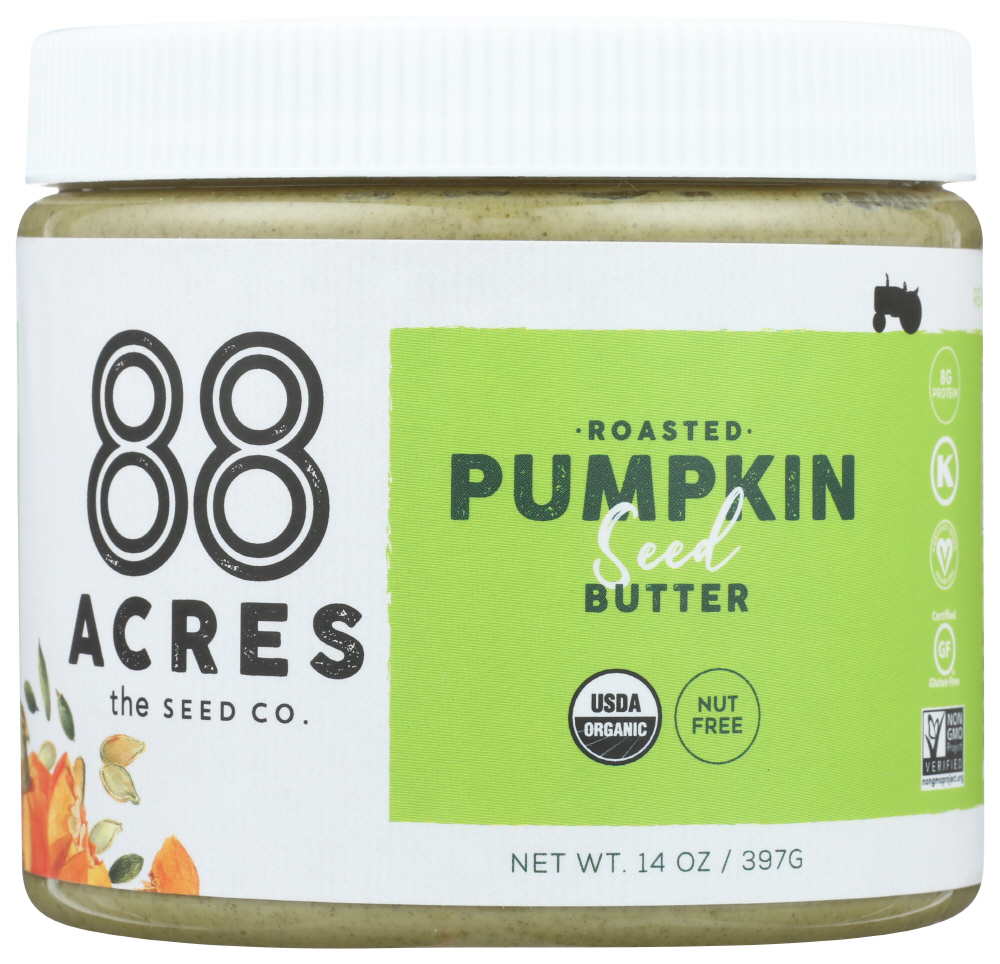 88
ACRES
the SEED CO.
·ROASTED·
PUMPKIN
Seed
BUTTER
USDA
ORGANIC
NUT
FREE
8G
PROTEIN
K
Certified
GF
Gluten-Free
NON
GMO
Project
VERIFIED
nongmoproject.org
NET WT. 14 OZ / 397G